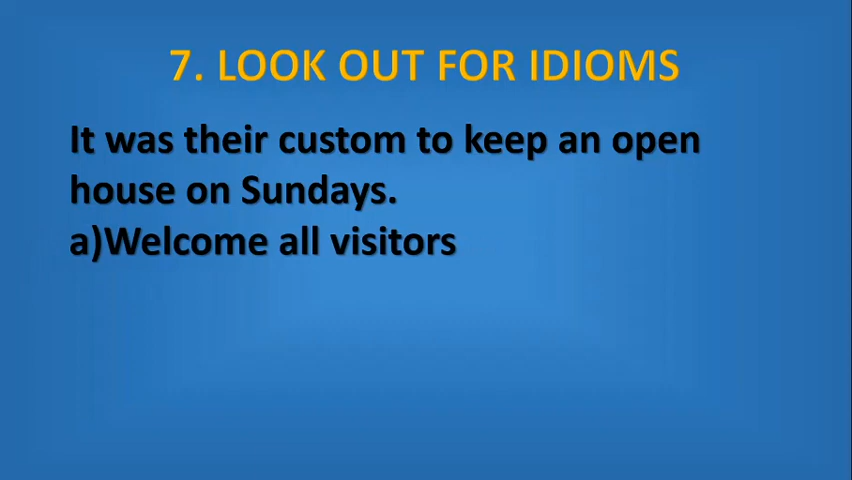 7. LOOK OUT FOR IDIOMS
It was their custom to keep an open
house on Sundays.
a)Welcome all visitors